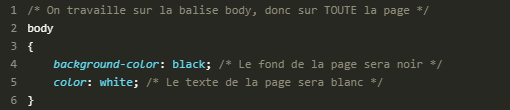 1 /* On travaille sur la balise body, donc sur TOUTE la page */
2 body
3 {
4     background-color: black; /* Le fond de la page sera noir */
5     color: white; /* Le texte de la page sera blanc */
6 }